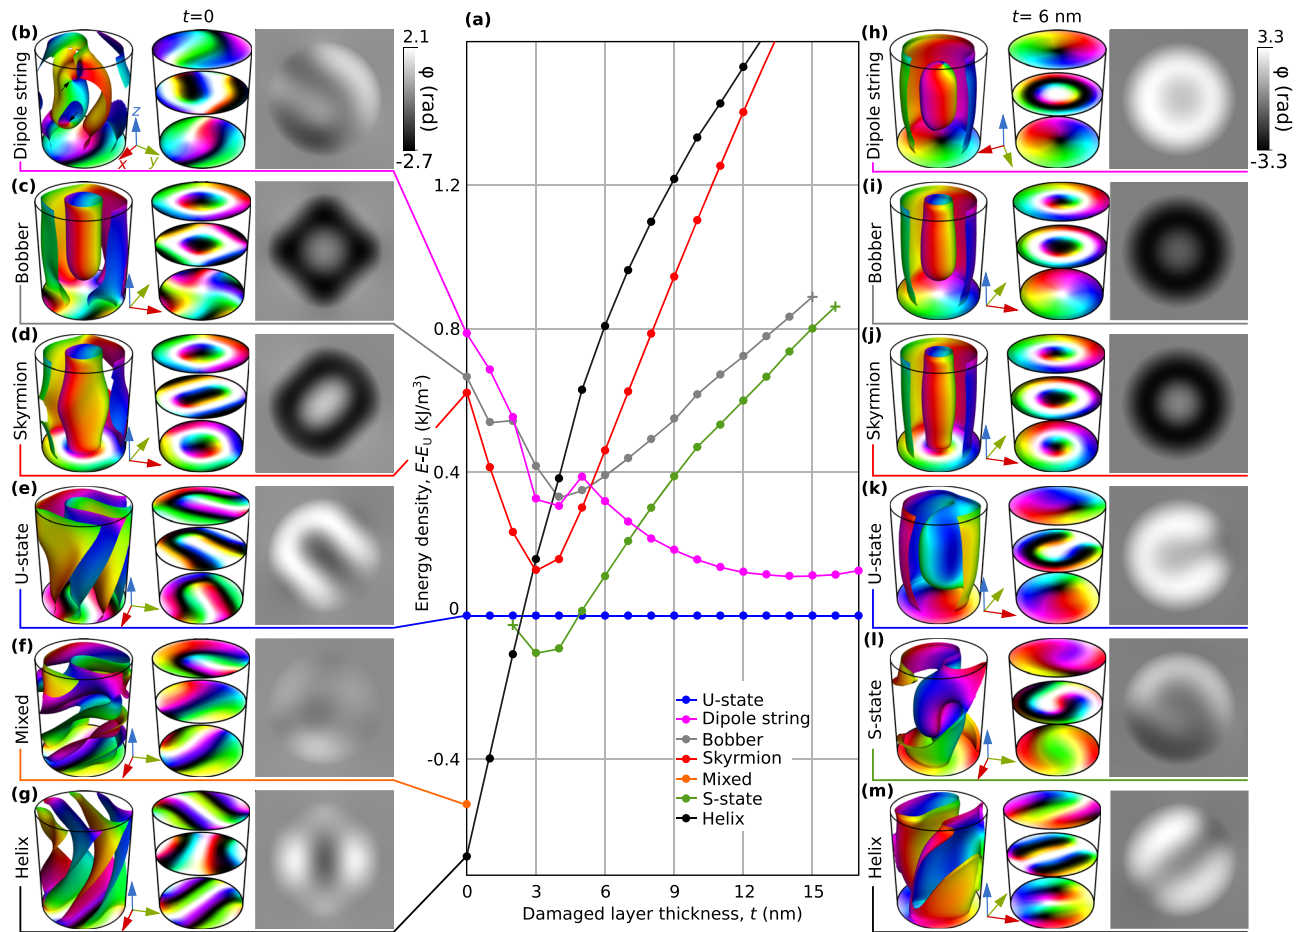 t=0
(a)
t= 6 nm
(b)
Dipole string
z
x
y
2.1
φ (rad)
-2.7
(c)
Bobber
(d)
Skyrmion
(e)
U-state
(f)
Mixed
(g)
Helix
1.2
0.8
0.4
0
-0.4
Energy density, E-EU (kJ/m³)
U-state
Dipole string
Bobber
Skyrmion
Mixed
S-state
Helix
0
3
6
9
12
15
Damaged layer thickness, t (nm)
(h)
Dipole string
3.3
φ (rad)
-3.3
(i)
Bobber
(j)
Skyrmion
(k)
U-state
(l)
S-state
(m)
Helix